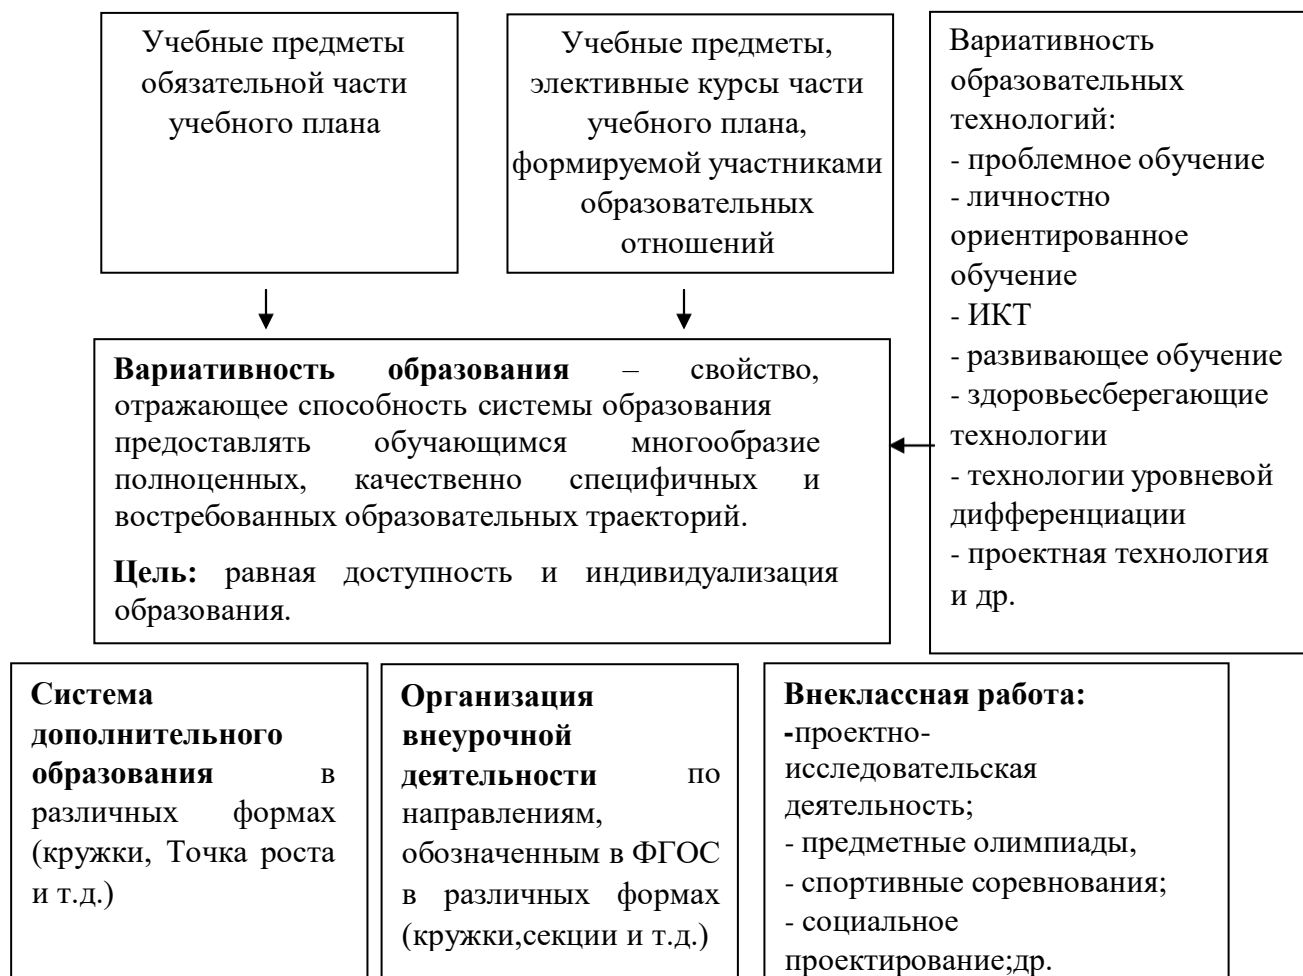 Учебные предметы
обязательной части
учебного плана
Учебные предметы,
элективные курсы части
учебного плана,
формируемой участниками
образовательных
отношений
Вариативность
образовательных
технологий:
- проблемное обучение
- личностно
ориентированное
обучение
- ИКТ
- развивающее обучение
- здоровьесберегающие
технологии
- технологии уровневой
дифференциации
- проектная технология
и др.
Вариативность образования – свойство,
отражающее способность системы образования
предоставлять обучающимся многообразие
полноценных, качественно специфичных и
востребованных образовательных траекторий.
Цель: равная доступность и индивидуализация
образования.
Система
дополнительного
образования в
различных формах
(кружки, Точка роста
и т.д.)
Организация
внеурочной
деятельности по
направлениям,
обозначенным в ФГОС
в различных формах
(кружки,секции и т.д.)
Внеклассная работа:
-проектно-
исследовательская
деятельность;
- предметные олимпиады,
- спортивные соревнования;
- социальное
проектирование;др.